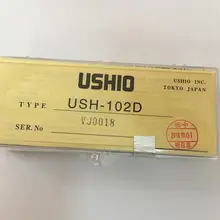 USHIO
USHIO INC.
TOKYO JAPAN
TYPE USH-102D
SER.No VJ0018